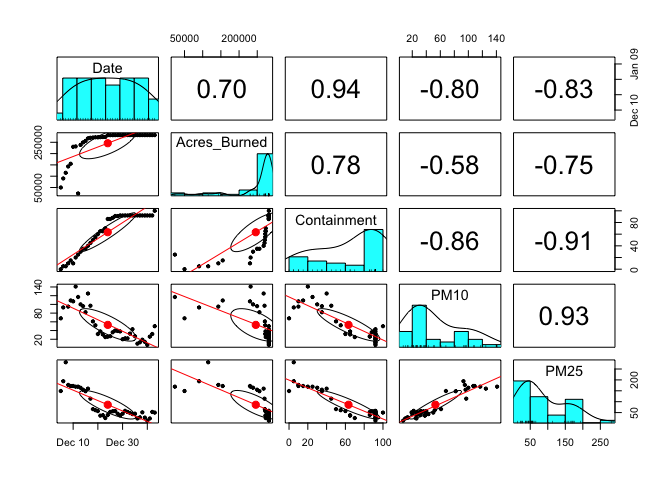 50000 200000 20 60 100 140
Date 0.70 0.94 -0.80 -0.83 Dec 10 Jan 09
50000 250000 Acres_Burned 0.78 -0.58 -0.75
Containment -0.86 -0.91 0 40 80
20 80 140 PM10 0.93
PM25 50 200
Dec 10 Dec 30 0 20 60 100 50 150 250